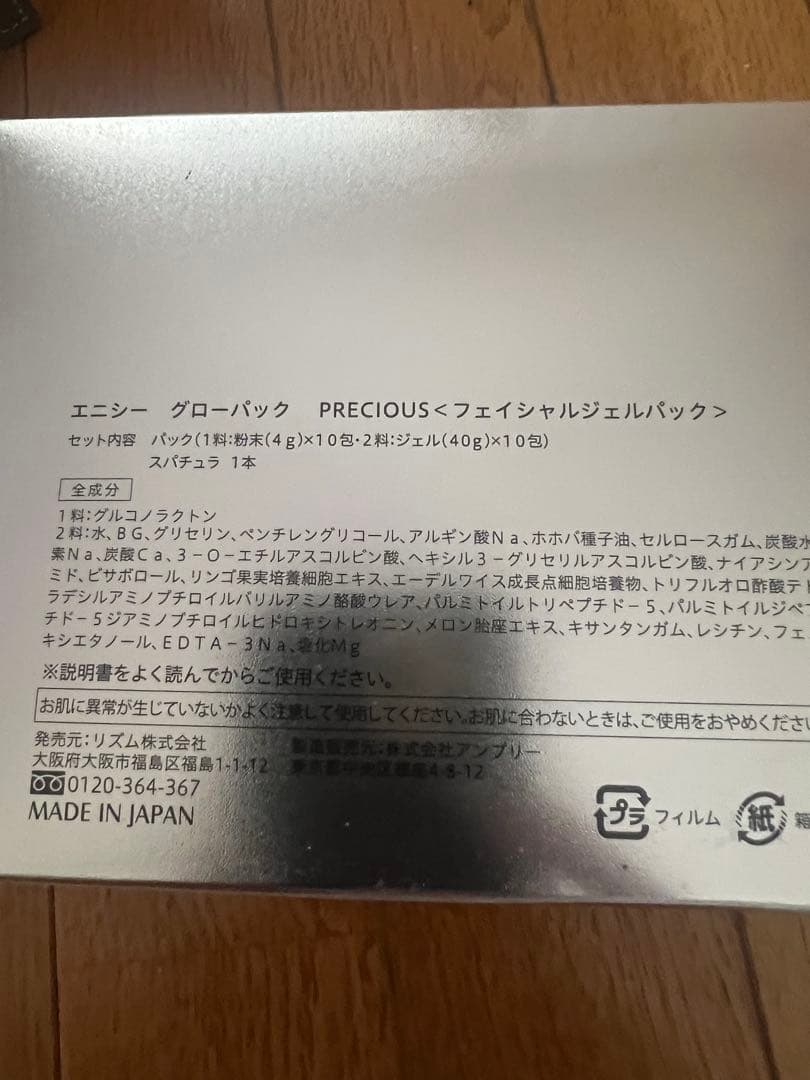 エニシー　グローパック　PRECIOUS＜フェイシャルジェルパック＞
セット内容　パック（1料：粉末（4g）×10包・2料：ジェル（40g）×10包）
スパチュラ　1本
全成分
1料：グルコノラクトン
2料：水、BG、グリセリン、ペンチレングリコール、アルギン酸Na、ホホバ種子油、セルロースガム、炭酸水
素Na、炭酸Ca、3－O－エチルアスコルビン酸、ヘキシル3－グリセリルアスコルビン酸、ナイアシンア
ミド、ビサボロール、リンゴ果実培養細胞エキス、エーデルワイス成長点細胞培養物、トリフルオロ酢酸テト
ラデシルアミノブチロイルバリルアミノ酪酸ウレア、パルミトイルトリペプチド－5、パルミトイルジペプ
チド－5ジアミノブチロイルヒドロキシトレオニン、メロン胎座エキス、キサンタンガム、レシチン、フェノ
キシエタノール、EDTA－3Na、塩化Mg
※説明書をよく読んでからご使用ください。
お肌に異常が生じていないかよく注意して使用してください。お肌に合わないときは、ご使用をおやめくださ
発売元：リズム株式会社　製造販売元：株式会社アンプリー
大阪府大阪市福島区福島1-1-12　東京都中央区
0120-364-367
MADE IN JAPAN
プラ フィルム 紙 箱